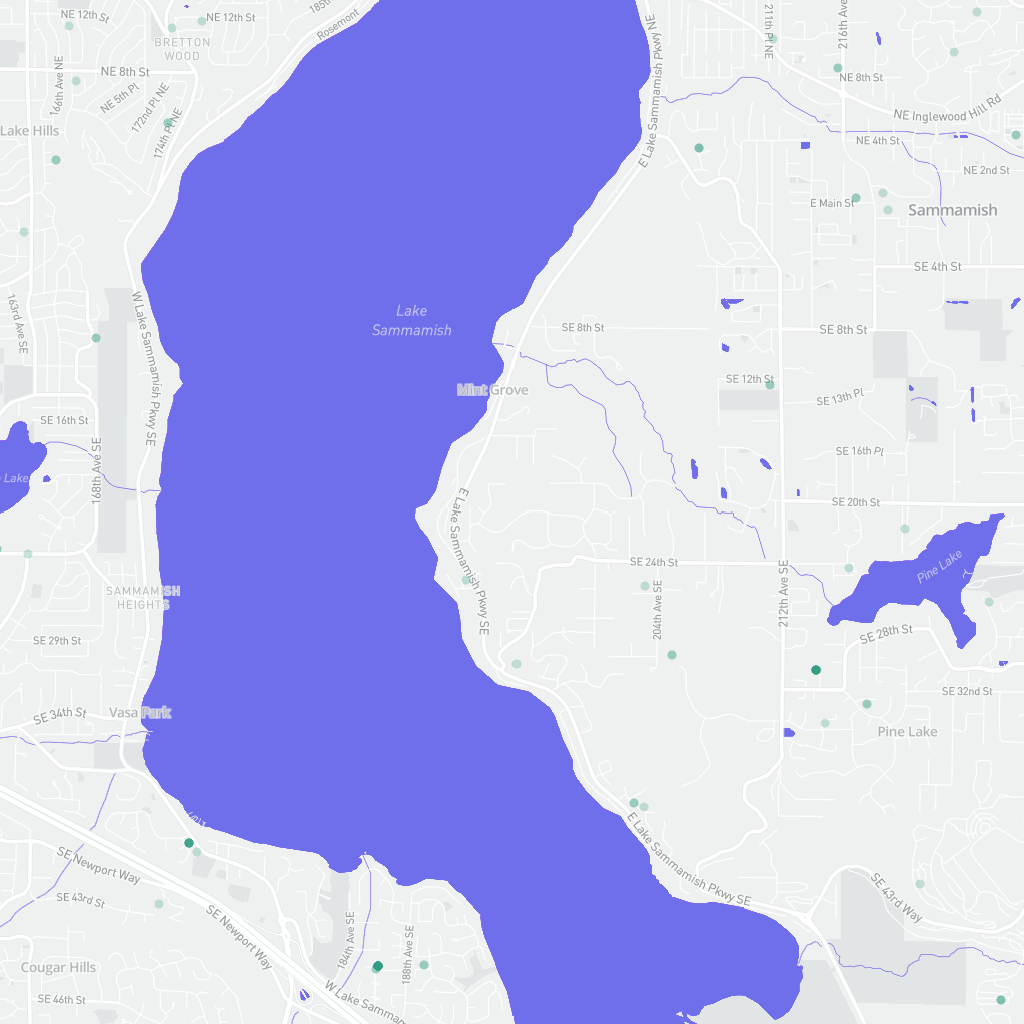 NE 12th St
NE 12th St
185th
Rosemont
BRETTON
WOOD
NE 8th St
166th Ave NE
NE 5th Pl
172nd Pl NE
174th Pl NE
Lake Hills
E Lake Sammamish Pkwy NE
211th Pl NE
216th Ave
NE 8th St
NE Inglewood Hill Rd
NE 4th St
NE 2nd St
E Main St
Sammamish
SE 4th St
163rd Ave SE
W Lake Sammamish Pkwy SE
Lake
Sammamish
SE 8th St
SE 8th St
Mint Grove
SE 12th St
SE 13th Pl
SE 16th St
168th Ave SE
SE 16th Pl
Lake
SE 20th St
E Lake Sammamish Pkwy SE
SE 24th St
Pine Lake
SAMMAMISH
HEIGHTS
204th Ave SE
212th Ave SE
SE 29th St
SE 28th St
SE 32nd St
Vasa Park
SE 34th St
Pine Lake
E Lake Sammamish Pkwy SE
SE Newport Way
SE 43rd St
SE Newport Way
184th Ave SE
188th Ave SE
SE 43rd Way
Cougar Hills
SE 46th St
W Lake Sammam